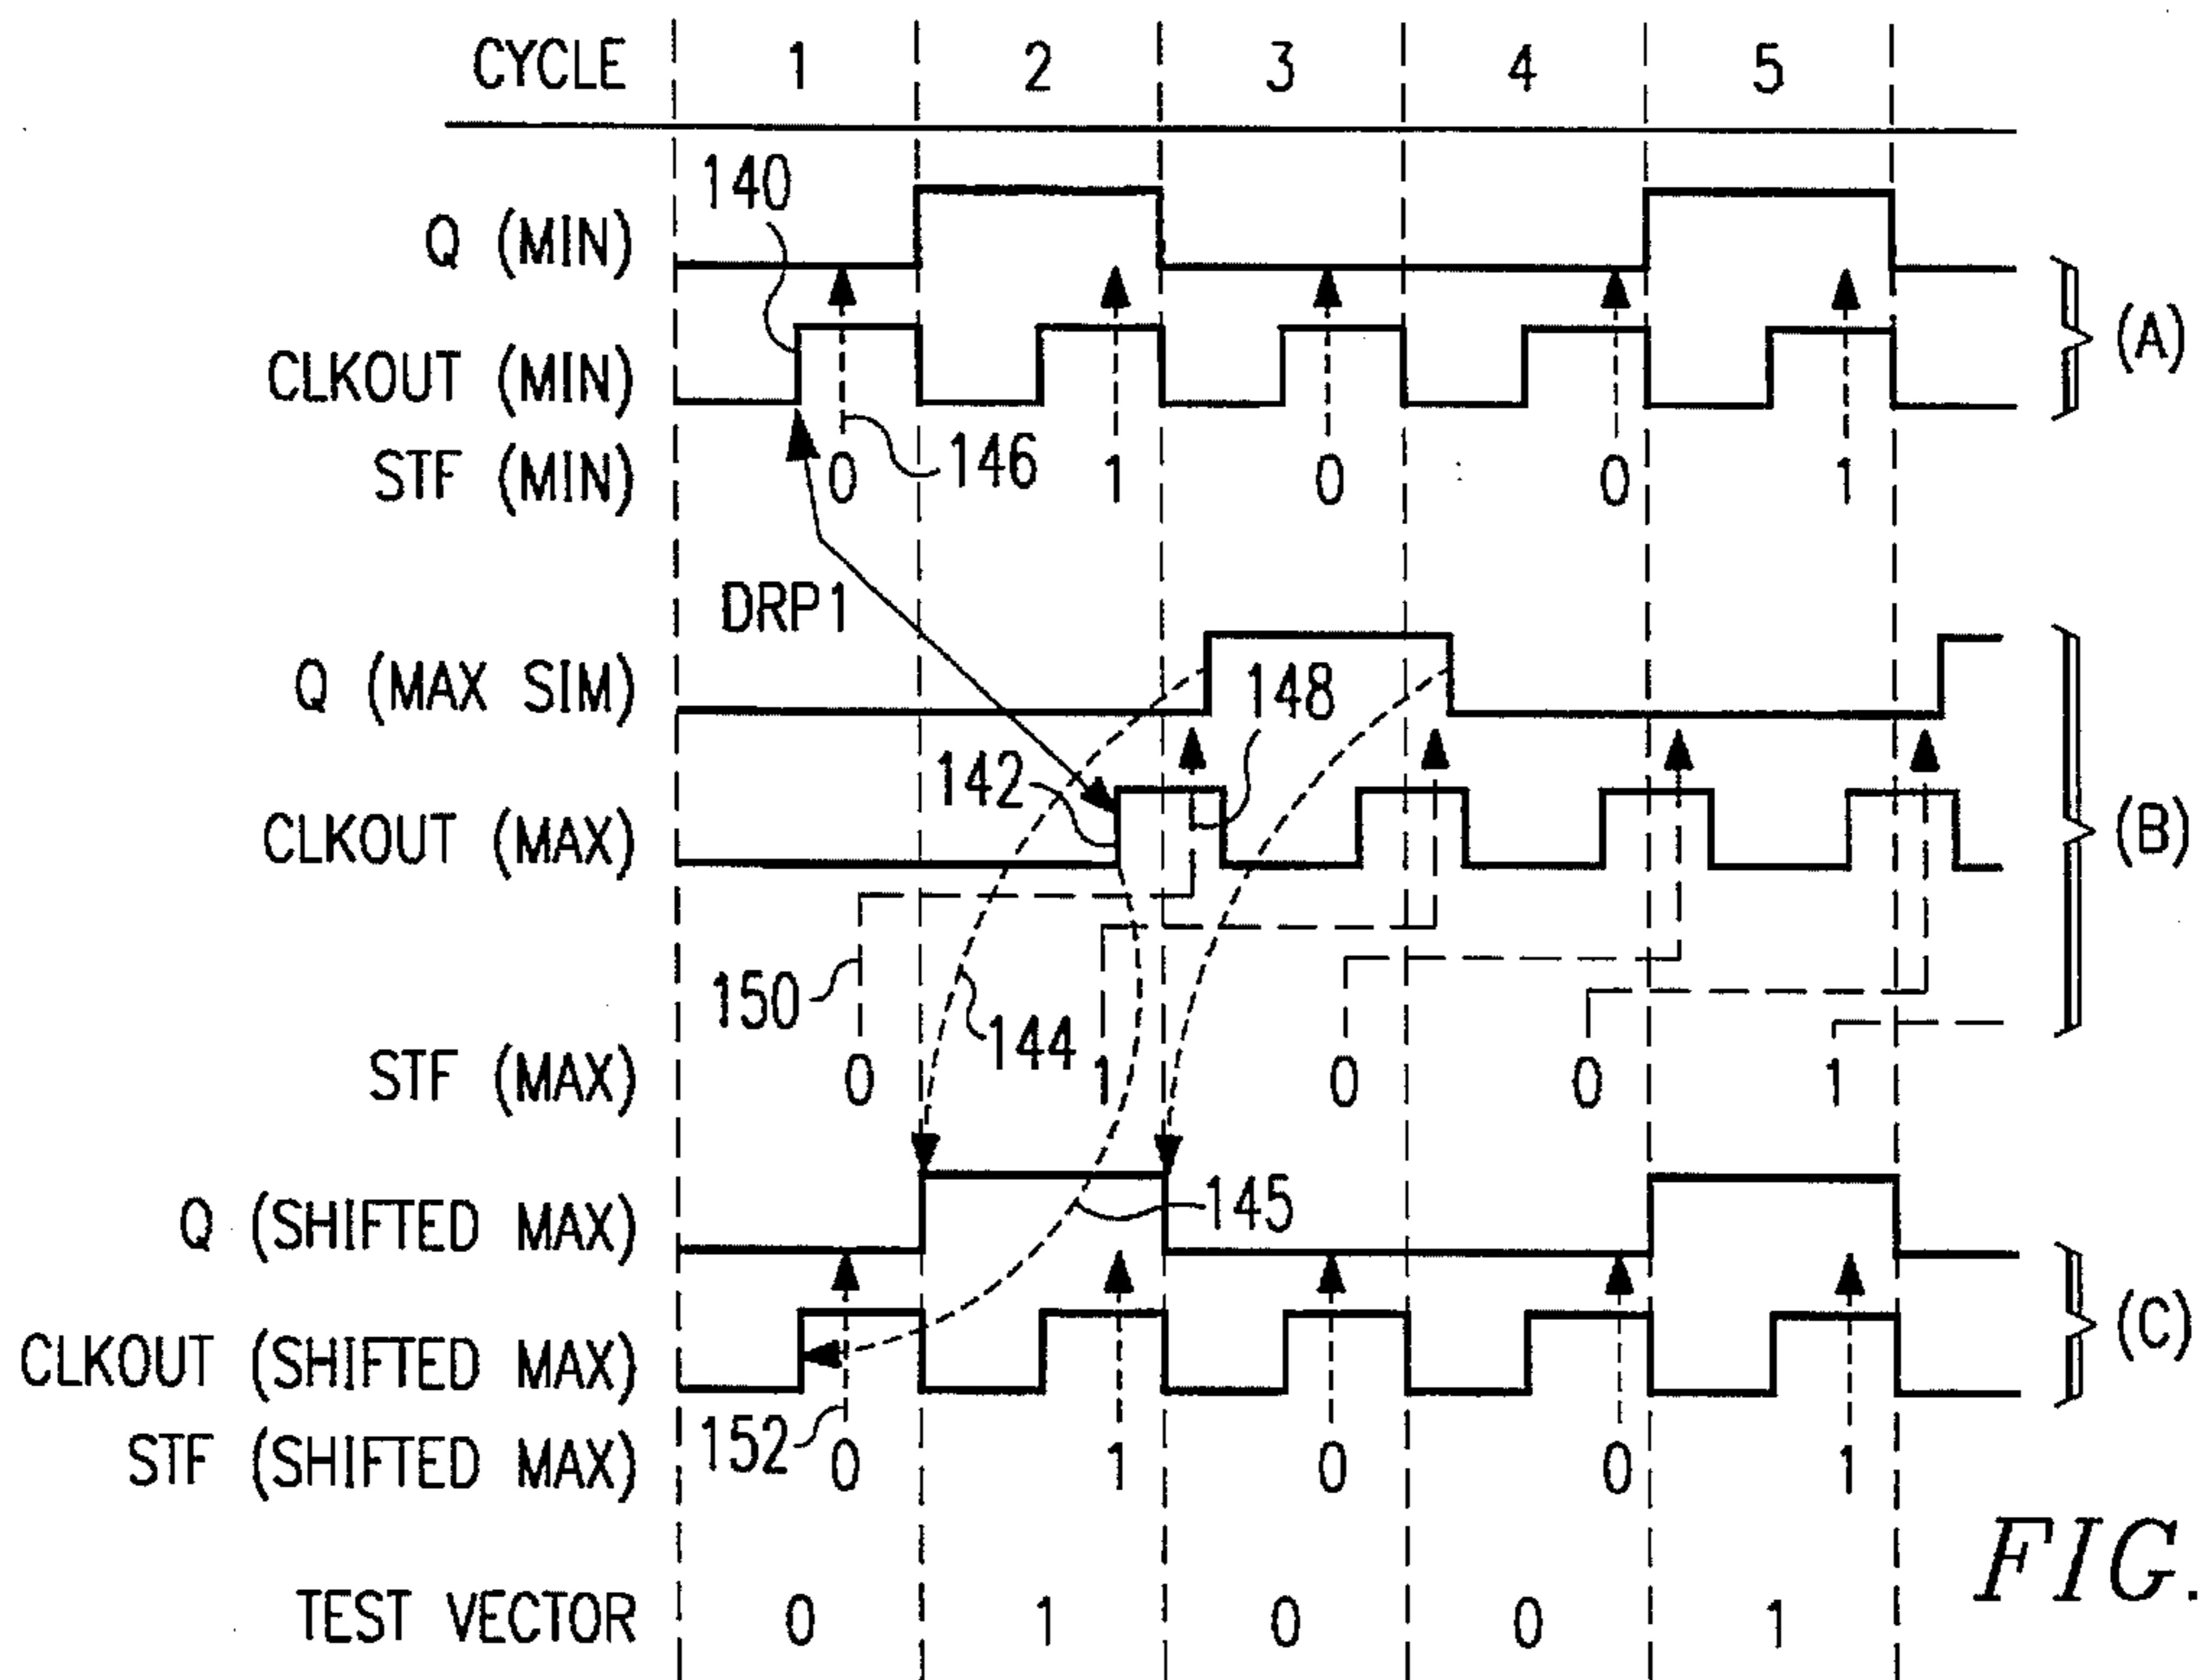 CYCLE 1 2 3 4 5
140
Q (MIN)
CLKOUT (MIN)
(A)
STF (MIN) 0 146 1 0 0 1
DRP1
Q (MAX SIM) 148
142
CLKOUT (MAX)
(B)
150
144
STF (MAX) 0 1 0 0 1
Q (SHIFTED MAX) 145
CLKOUT (SHIFTED MAX)
(C)
STF (SHIFTED MAX) 152 0 1 0 0 1
FIG.
TEST VECTOR 0 1 0 0 1